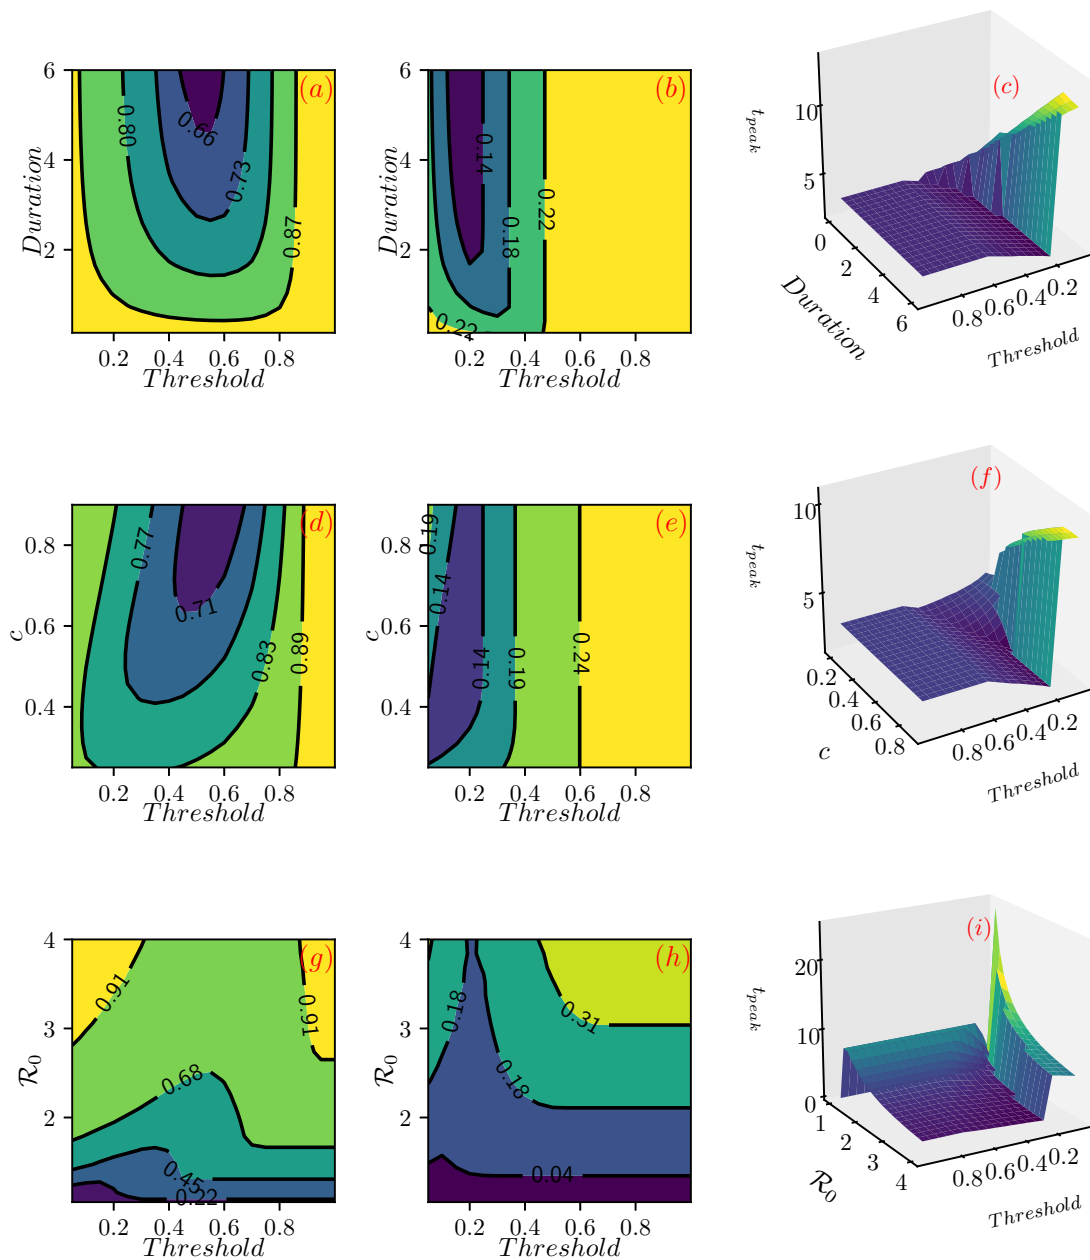 (a)
6
4
2
Duration
0.80
0.66
0.73
0.87
0.2 0.4 0.6 0.8
Threshold
(b)
6
4
2
Duration
0.14
0.18
0.22
0.22
0.2 0.4 0.6 0.8
Threshold
(c)
t_peak
10
5
0
2
4
6
Duration
0.8 0.6 0.4 0.2
Threshold
(d)
0.8
0.6
0.4
c
0.77
0.71
0.83
0.89
0.2 0.4 0.6 0.8
Threshold
(e)
0.8
0.6
0.4
c
0.19
0.14
0.14
0.19
0.24
0.2 0.4 0.6 0.8
Threshold
(f)
t_peak
10
5
0.2
0.4
0.6
0.8
c
0.8 0.6 0.4 0.2
Threshold
(g)
4
3
2
R₀
0.91
0.91
0.68
0.45
0.22
0.2 0.4 0.6 0.8
Threshold
(h)
4
3
2
R₀
0.18
0.31
0.18
0.04
0.2 0.4 0.6 0.8
Threshold
(i)
t_peak
20
10
0
1
2
3
4
R₀
0.8 0.6 0.4 0.2
Threshold